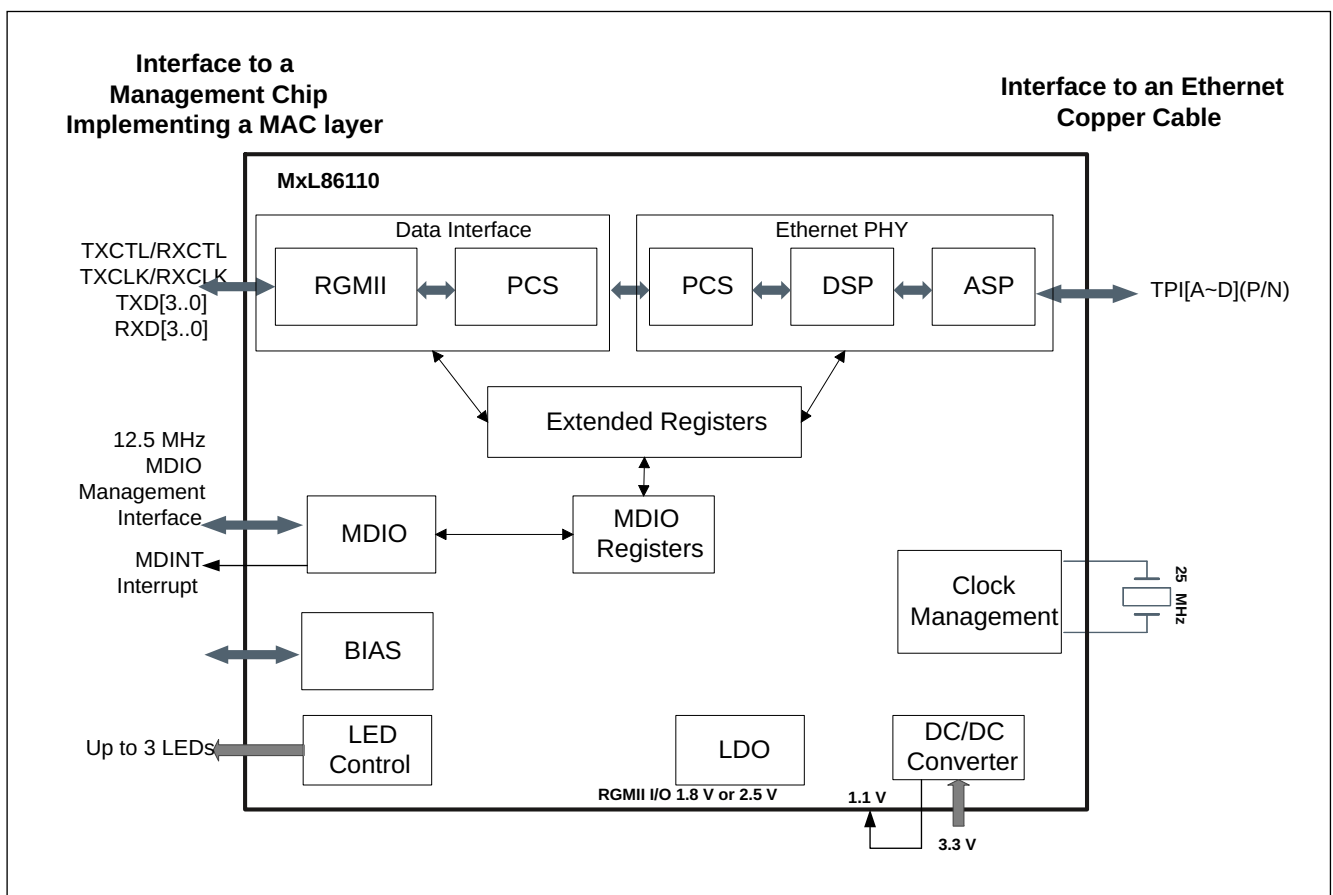 Interface to a
Management Chip
Implementing a MAC layer
Interface to an Ethernet
Copper Cable
MxL86110
Data Interface
Ethernet PHY
TXCTL/RXCTL
TXCLK/RXCLK
TXD[3..0]
RXD[3..0]
RGMII
PCS
PCS
DSP
ASP
TPI[A~D](P/N)
Extended Registers
12.5 MHz
MDIO
Management
Interface
MDIO
MDIO
Registers
MDINT
Interrupt
Clock
Management
25 MHz
BIAS
Up to 3 LEDs
LED
Control
LDO
DC/DC
Converter
RGMII I/O 1.8 V or 2.5 V
1.1 V
3.3 V